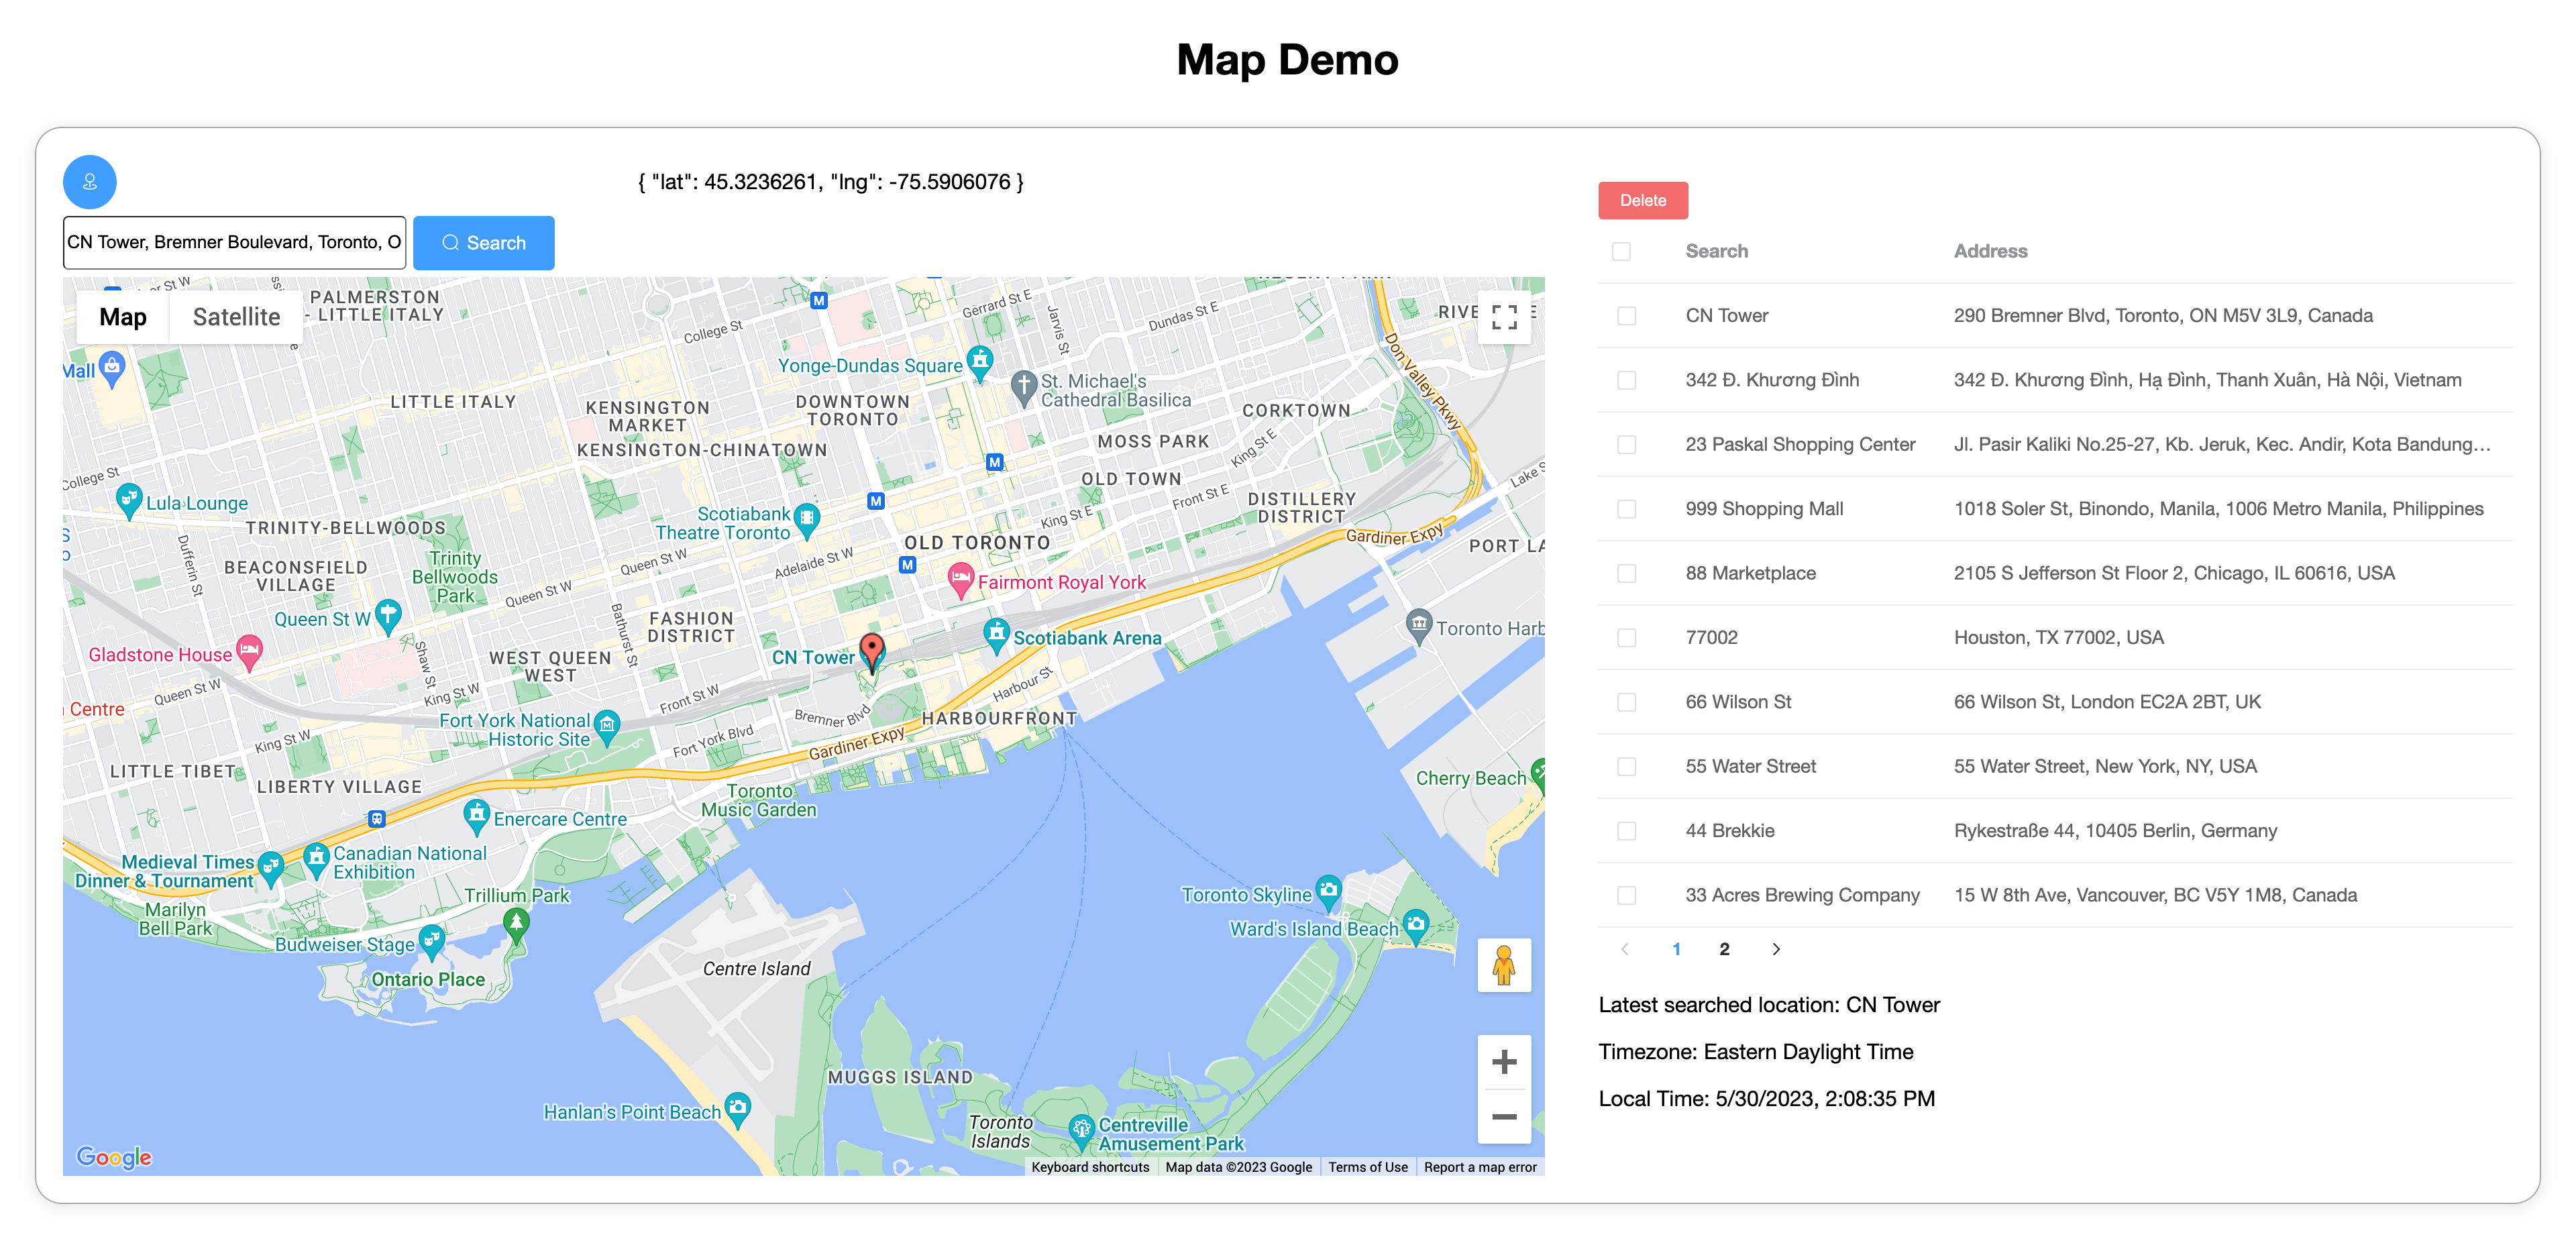 Map Demo
{ "lat": 45.3236261, "lng": -75.5906076 }
CN Tower, Bremner Boulevard, Toronto, O
Search
Map
Satellite
PALMERSTON
- LITTLE ITALY
College St
Gerrard St E
Jarvis St
Dundas St E
Don Valley Pkwy
Mall
Yonge-Dundas Square
St. Michael's
Cathedral Basilica
LITTLE ITALY
KENSINGTON
MARKET
DOWNTOWN
TORONTO
CORKTOWN
KENSINGTON-CHINATOWN
MOSS PARK
King St E
College St
OLD TOWN
Lula Lounge
Front St E
DISTILLERY
DISTRICT
Scotiabank
Theatre Toronto
King St E
TRINITY-BELLWOODS
Dufferin St
Trinity
Bellwoods
Park
Queen St W
Adelaide St W
OLD TORONTO
Gardiner Expy
PORT LA
BEACONSFIELD
VILLAGE
Queen St W
Fairmont Royal York
Queen St W
Bathurst St
FASHION
DISTRICT
Scotiabank Arena
Toronto Harb
Gladstone House
Shaw St
WEST QUEEN
WEST
CN Tower
Queen St W
King St W
Front St W
Harbour St
Centre
Fort York National
Historic Site
Bremner Blvd
HARBOURFRONT
King St W
Fort York Blvd
Gardiner Expy
LITTLE TIBET
LIBERTY VILLAGE
Toronto
Music Garden
Cherry Beach
Enercare Centre
Medieval Times
Dinner & Tournament
Canadian National
Exhibition
Trillium Park
Marilyn
Bell Park
Budweiser Stage
Ontario Place
Toronto Skyline
Ward's Island Beach
Centre Island
MUGGS ISLAND
Hanlan's Point Beach
Toronto
Islands
Centreville
Amusement Park
Google
Keyboard shortcuts
Map data ©2023 Google
Terms of Use
Report a map error
Delete
Search Address
CN Tower 290 Bremner Blvd, Toronto, ON M5V 3L9, Canada
342 Đ. Khương Đình 342 Đ. Khương Đình, Hạ Đình, Thanh Xuân, Hà Nội, Vietnam
23 Paskal Shopping Center Jl. Pasir Kaliki No.25-27, Kb. Jeruk, Kec. Andir, Kota Bandung…
999 Shopping Mall 1018 Soler St, Binondo, Manila, 1006 Metro Manila, Philippines
88 Marketplace 2105 S Jefferson St Floor 2, Chicago, IL 60616, USA
77002 Houston, TX 77002, USA
66 Wilson St 66 Wilson St, London EC2A 2BT, UK
55 Water Street 55 Water Street, New York, NY, USA
44 Brekkie Rykestraße 44, 10405 Berlin, Germany
33 Acres Brewing Company 15 W 8th Ave, Vancouver, BC V5Y 1M8, Canada
1 2
Latest searched location: CN Tower
Timezone: Eastern Daylight Time
Local Time: 5/30/2023, 2:08:35 PM